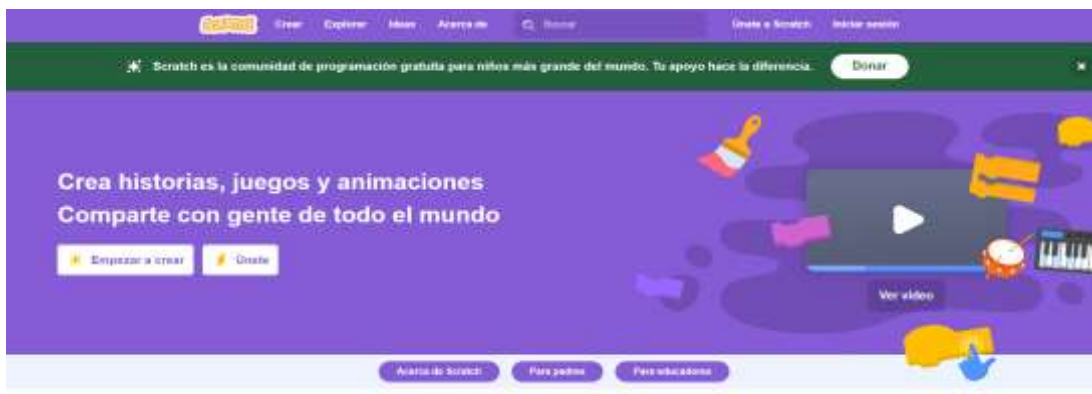 SCRATCH
Crear Explorar Ideas Acerca de Buscar Únete a Scratch Iniciar sesión
Scratch es la comunidad de programación gratuita para niños más grande del mundo. Tu apoyo hace la diferencia. Donar
Crea historias, juegos y animaciones
Comparte con gente de todo el mundo
Empezar a crear Únete
Ver video
Acerca de Scratch Para padres Para educadores